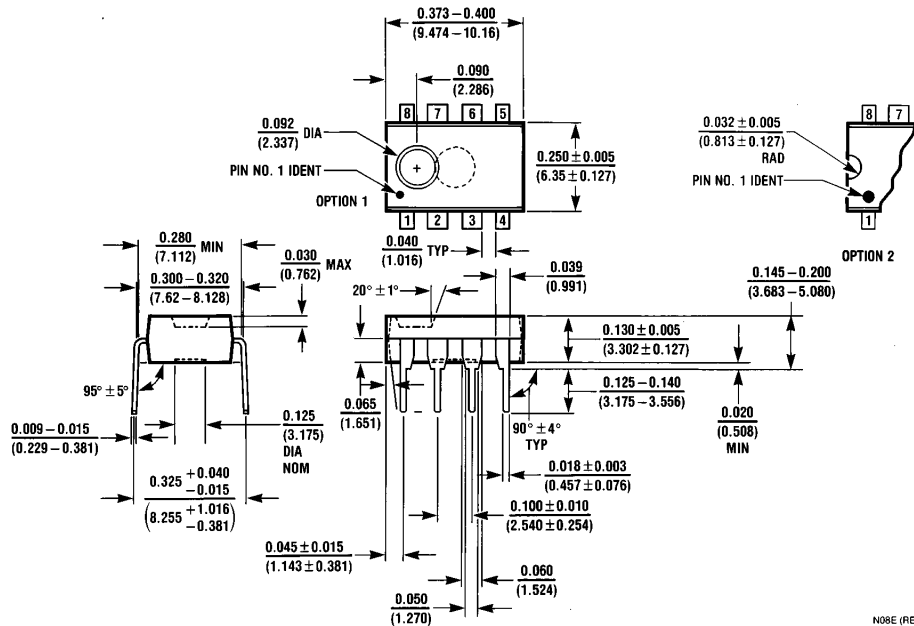 0.373 – 0.400
(9.474 – 10.16)
0.090
(2.286)
8 7 6 5
0.092
(2.337)
DIA
PIN NO. 1 IDENT
OPTION 1
1 2 3 4
0.250 ± 0.005
(6.35 ± 0.127)
8 7
0.032 ± 0.005
(0.813 ± 0.127)
RAD
PIN NO. 1 IDENT
1
OPTION 2
0.280
(7.112)
MIN
0.300 – 0.320
(7.62 – 8.128)
0.030
(0.762)
MAX
0.040
(1.016)
TYP
0.039
(0.991)
20° ± 1°
0.145 – 0.200
(3.683 – 5.080)
0.130 ± 0.005
(3.302 ± 0.127)
0.125 – 0.140
(3.175 – 3.556)
0.020
(0.508)
MIN
95° ± 5°
0.009 – 0.015
(0.229 – 0.381)
0.125
(3.175)
DIA
NOM
0.065
(1.651)
90° ± 4°
TYP
0.018 ± 0.003
(0.457 ± 0.076)
0.325 +0.040
−0.015
(8.255 +1.016
−0.381)
0.100 ± 0.010
(2.540 ± 0.254)
0.045 ± 0.015
(1.143 ± 0.381)
0.060
(1.524)
0.050
(1.270)
N08E (RE